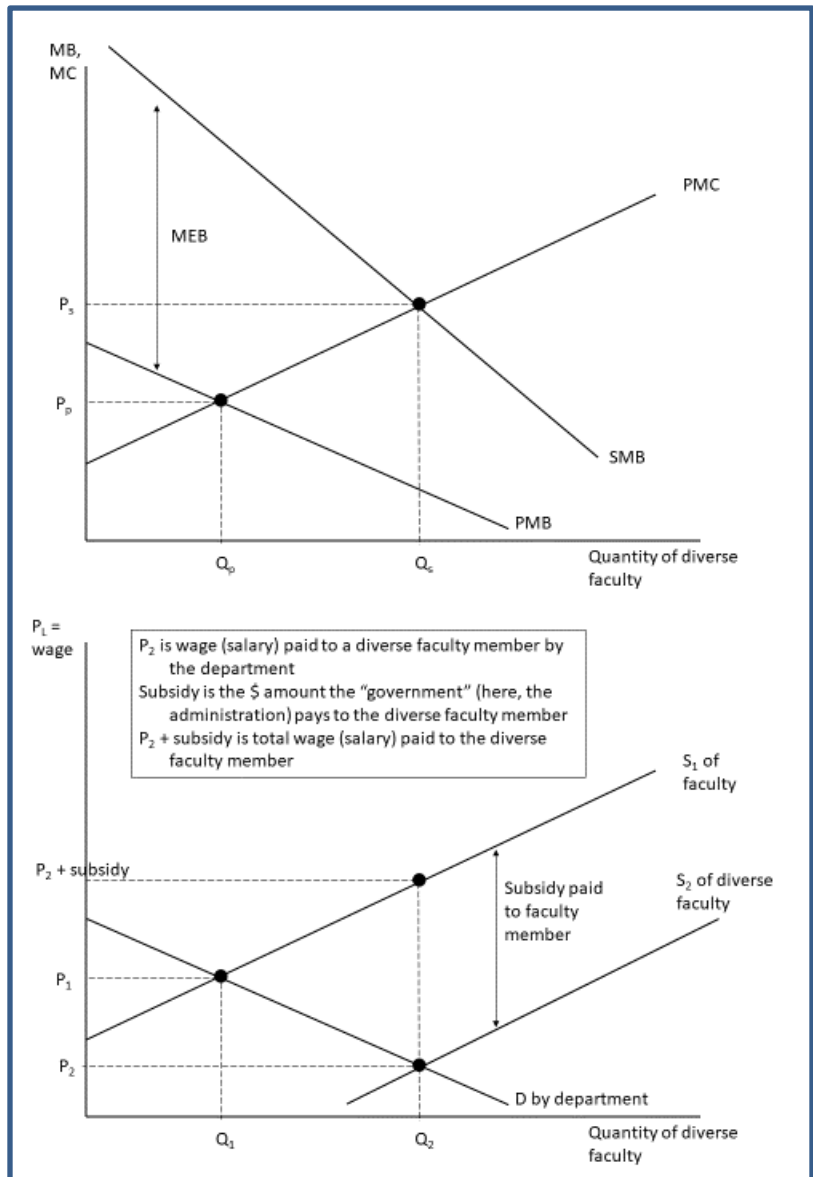 MB,
MC
PMC
MEB
Pₛ
Pₚ
SMB
PMB
Qₚ
Qₛ
Quantity of diverse
faculty
P_L =
wage
P₂ is wage (salary) paid to a diverse faculty member by
the department
Subsidy is the $ amount the “government” (here, the
administration) pays to the diverse faculty member
P₂ + subsidy is total wage (salary) paid to the diverse
faculty member
S₁ of
faculty
P₂ + subsidy
Subsidy paid
to faculty
member
S₂ of diverse
faculty
P₁
P₂
D by department
Q₁
Q₂
Quantity of diverse
faculty